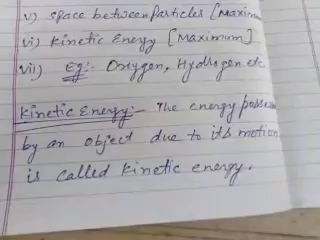 v) Space between Particles [Maximum
vi) Kinetic Energy [Maximum]
vii) Eg:- Oxygen, Hydrogen etc
Kinetic Energy:- The energy possess
by an object due to its motion
is called Kinetic energy.